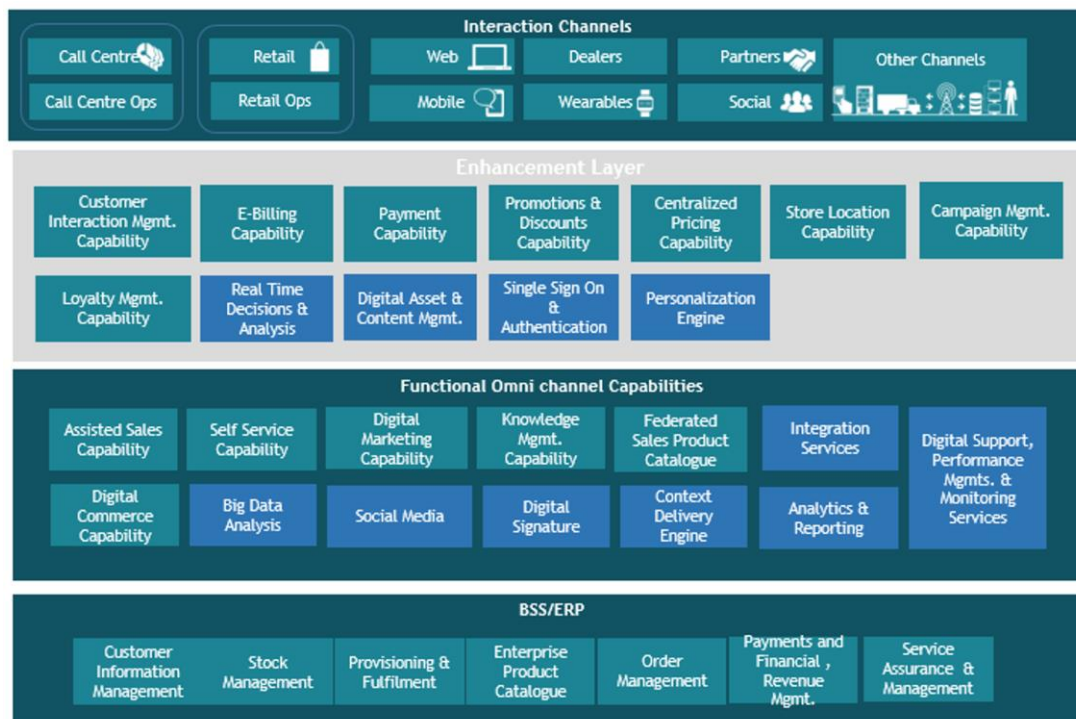 Interaction Channels
Call Centre
Retail
Web
Dealers
Partners
Other Channels
Call Centre Ops
Retail Ops
Mobile
Wearables
Social
Enhancement Layer
Customer
Interaction Mgmt.
Capability
E-Billing
Capability
Payment
Capability
Promotions &
Discounts
Capability
Centralized
Pricing
Capability
Store Location
Capability
Campaign Mgmt.
Capability
Loyalty Mgmt.
Capability
Real Time
Decisions &
Analysis
Digital Asset &
Content Mgmt.
Single Sign On
&
Authentication
Personalization
Engine
Functional Omni channel Capabilities
Assisted Sales
Capability
Self Service
Capability
Digital
Marketing
Capability
Knowledge
Mgmt.
Capability
Federated
Sales Product
Catalogue
Integration
Services
Digital Support,
Performance
Mgmts. &
Monitoring
Services
Digital
Commerce
Capability
Big Data
Analysis
Social Media
Digital
Signature
Context
Delivery
Engine
Analytics &
Reporting
BSS/ERP
Customer
Information
Management
Stock
Management
Provisioning &
Fulfilment
Enterprise
Product
Catalogue
Order
Management
Payments and
Financial ,
Revenue
Mgmt.
Service
Assurance &
Management